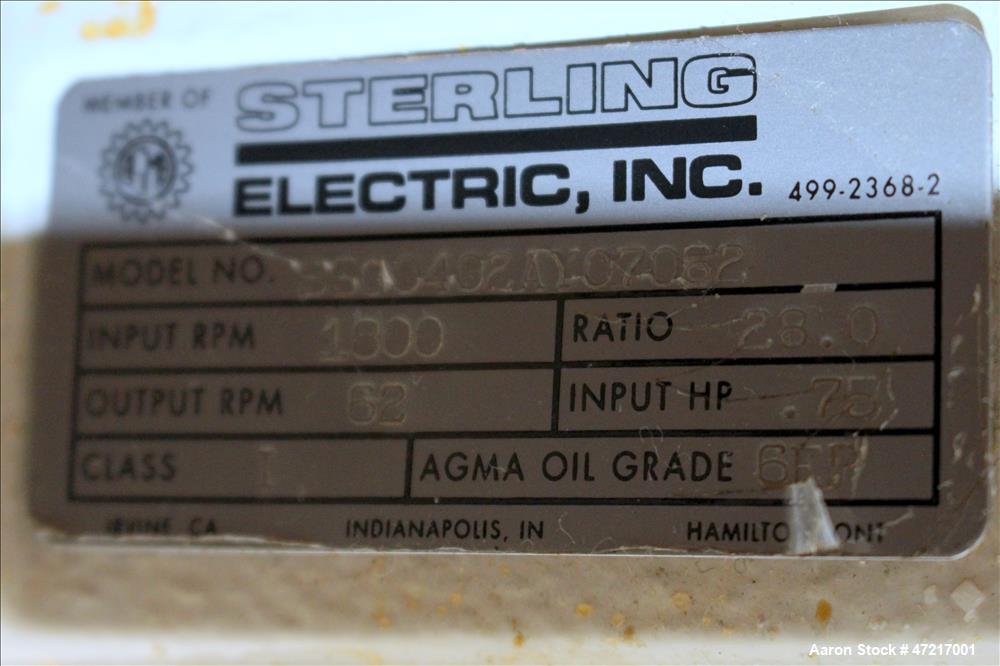 MEMBER OF
STERLING
ELECTRIC, INC. 499-2368-2
MODEL NO.
INPUT RPM 1800 RATIO 28.0
OUTPUT RPM 62 INPUT HP .75
CLASS I AGMA OIL GRADE 6EP
IRVINE, CA INDIANAPOLIS, IN HAMILTON, ONT
Aaron Stock # 47217001